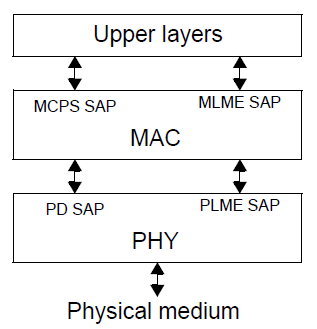 Upper layers
MCPS SAP
MLME SAP
MAC
PD SAP
PLME SAP
PHY
Physical medium